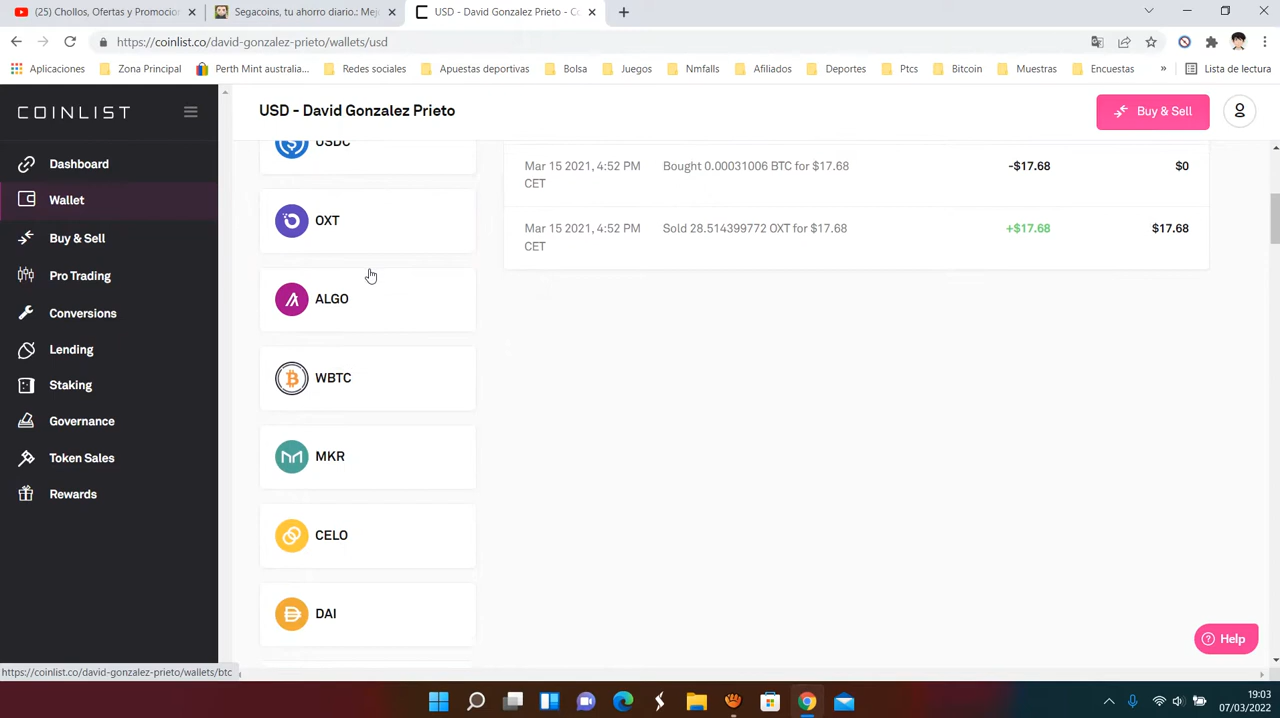 (25) Chollos, Ofertas y Promocion
Segacoins, tu ahorro diario.: Meji
USD - David Gonzalez Prieto - Co
https://coinlist.co/david-gonzalez-prieto/wallets/usd
Aplicaciones
Zona Principal
Perth Mint australia...
Redes sociales
Apuestas deportivas
Bolsa
Juegos
Nmfalls
Afiliados
Deportes
Ptcs
Bitcoin
Muestras
Encuestas
»
Lista de lectura
COINLIST
USD - David Gonzalez Prieto
Buy & Sell
Dashboard
Wallet
Buy & Sell
Pro Trading
Conversions
Lending
Staking
Governance
Token Sales
Rewards
USDC
OXT
ALGO
WBTC
MKR
CELO
DAI
Mar 15 2021, 4:52 PM CET Bought 0.00031006 BTC for $17.68 -$17.68 $0
Mar 15 2021, 4:52 PM CET Sold 28.514399772 OXT for $17.68 +$17.68 $17.68
Help
https://coinlist.co/david-gonzalez-prieto/wallets/btc
19:03
07/03/2022